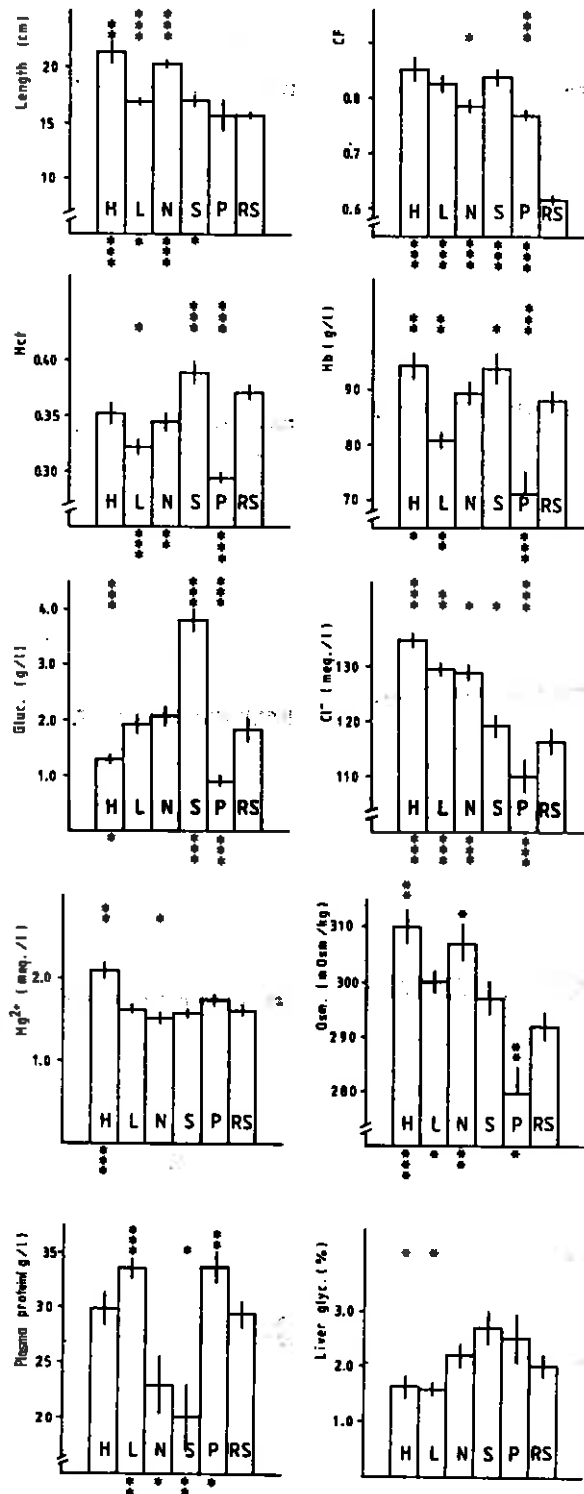 ***
***
***
Length (cm)
20
15
10
H L N S P RS
*** * *** *
* ***
CF
0.8
0.7
0.6
H L N S P RS
*** *** *** *** ***
* *** ***
Hct
0.40
0.35
0.30
H L N S P RS
*** ** ***
** ** * ***
Hb (g/l)
90
80
70
H L N S P RS
* ** ***
*** *** ***
Gluc. (g/l)
4.0
3.0
2.0
1.0
H L N S P RS
* *** ***
*** ** * * ***
Cl⁻ (meq./l)
130
120
110
H L N S P RS
*** *** *** ***
** *
Mg²⁺ (meq./l)
2.0
1.0
H L N S P RS
***
** * **
Osm. (mOsm/kg)
310
300
290
280
H L N S P RS
*** * ** *
*** * **
Plasma protein (g/l)
35
30
25
20
H L N S P RS
** * ** *
* *
Liver glyc. (%)
3.0
2.0
1.0
H L N S P RS